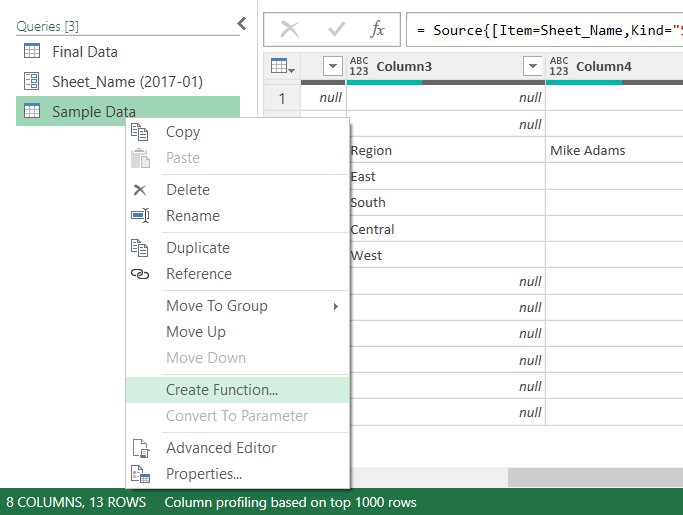 Queries [3]
Final Data
Sheet_Name (2017-01)
Sample Data
fx
= Source{[Item=Sheet_Name,Kind="S
ABC 123 Column3
ABC 123 Column4
1 null null
null
Region Mike Adams
East
South
Central
West
null
null
null
null
null
null
Copy
Paste
Delete
Rename
Duplicate
Reference
Move To Group
Move Up
Move Down
Create Function...
Convert To Parameter
Advanced Editor
Properties...
8 COLUMNS, 13 ROWS Column profiling based on top 1000 rows